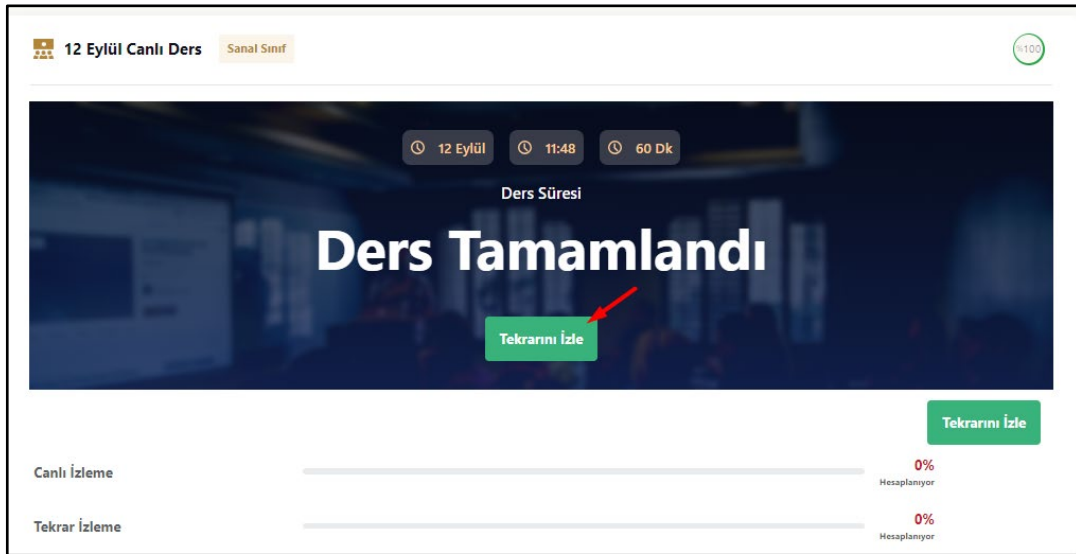 12 Eylül Canlı Ders Sanal Sınıf %100
12 Eylül 11:48 60 Dk
Ders Süresi
Ders Tamamlandı
Tekrarını İzle
Tekrarını İzle
Canlı İzleme 0%
Hesaplanıyor
Tekrar İzleme 0%
Hesaplanıyor